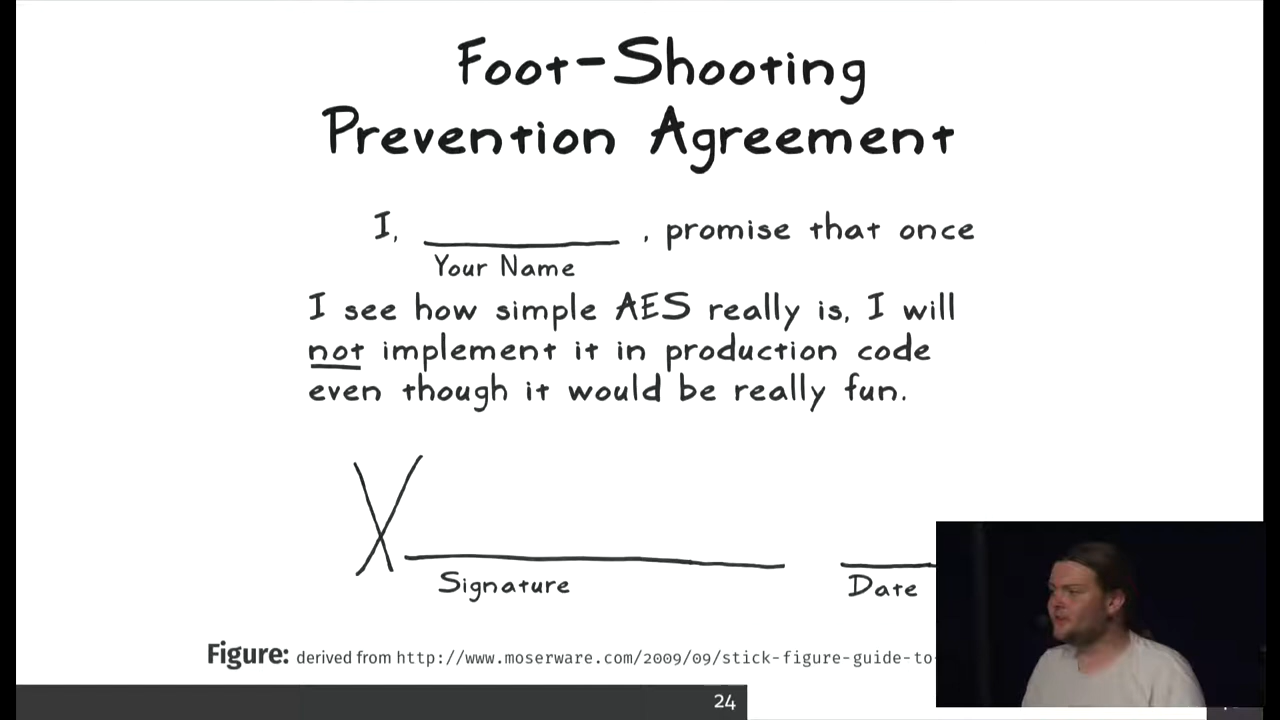 Foot-Shooting
Prevention Agreement
I, __________, promise that once
Your Name
I see how simple AES really is, I will
not implement it in production code
even though it would be really fun.
X
Signature
Date
Figure: derived from http://www.moserware.com/2009/09/stick-figure-guide-to-
24